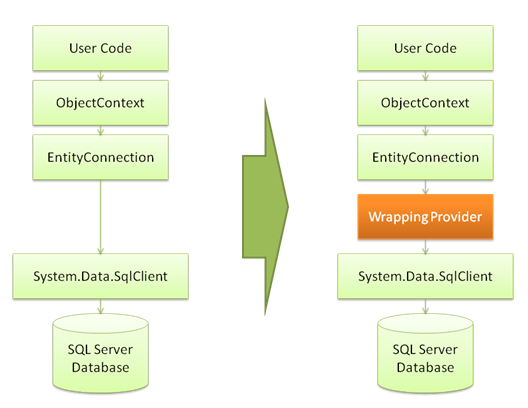 User Code
ObjectContext
EntityConnection
System.Data.SqlClient
SQL Server
Database
User Code
ObjectContext
EntityConnection
Wrapping Provider
System.Data.SqlClient
SQL Server
Database